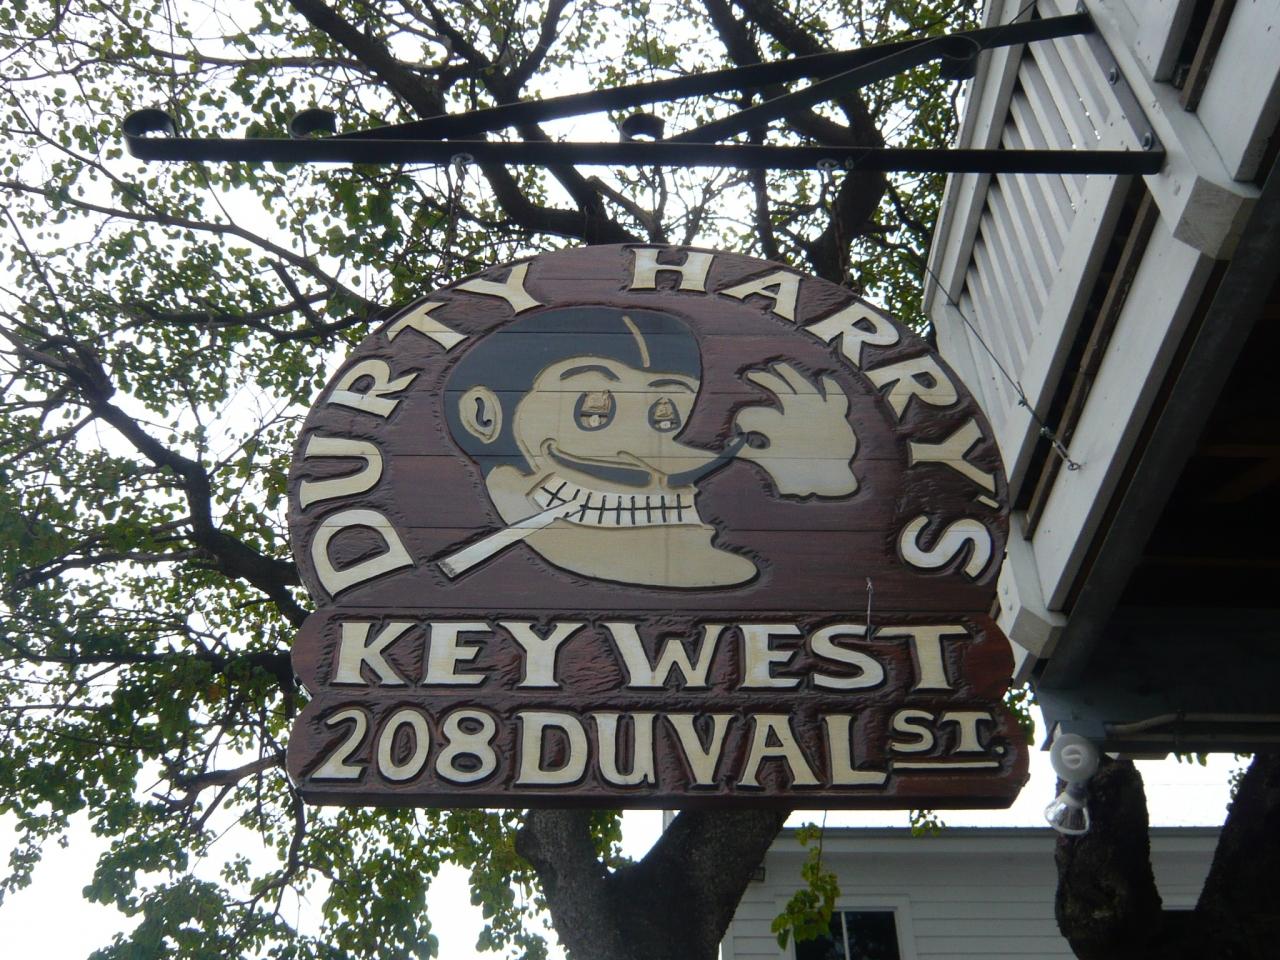 DURTY HARRY'S
KEY WEST
208 DUVAL ST.